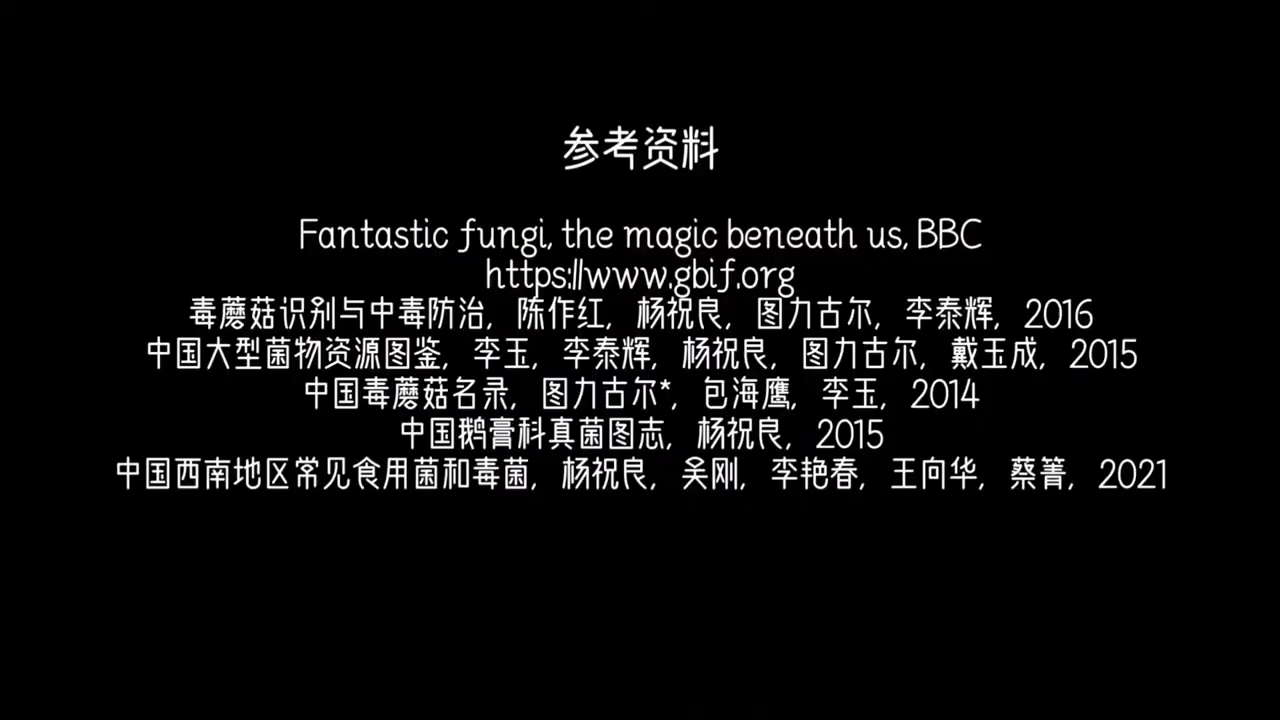 参考资料
Fantastic fungi, the magic beneath us, BBC
https://www.gbif.org
毒蘑菇识别与中毒防治，陈作红，杨祝良，图力古尔，李泰辉，2016
中国大型菌物资源图鉴，李玉，李泰辉，杨祝良，图力古尔，戴玉成，2015
中国毒蘑菇名录，图力古尔*，包海鹰，李玉，2014
中国鹅膏科真菌图志，杨祝良，2015
中国西南地区常见食用菌和毒菌，杨祝良，吴刚，李艳春，王向华，蔡箐，2021